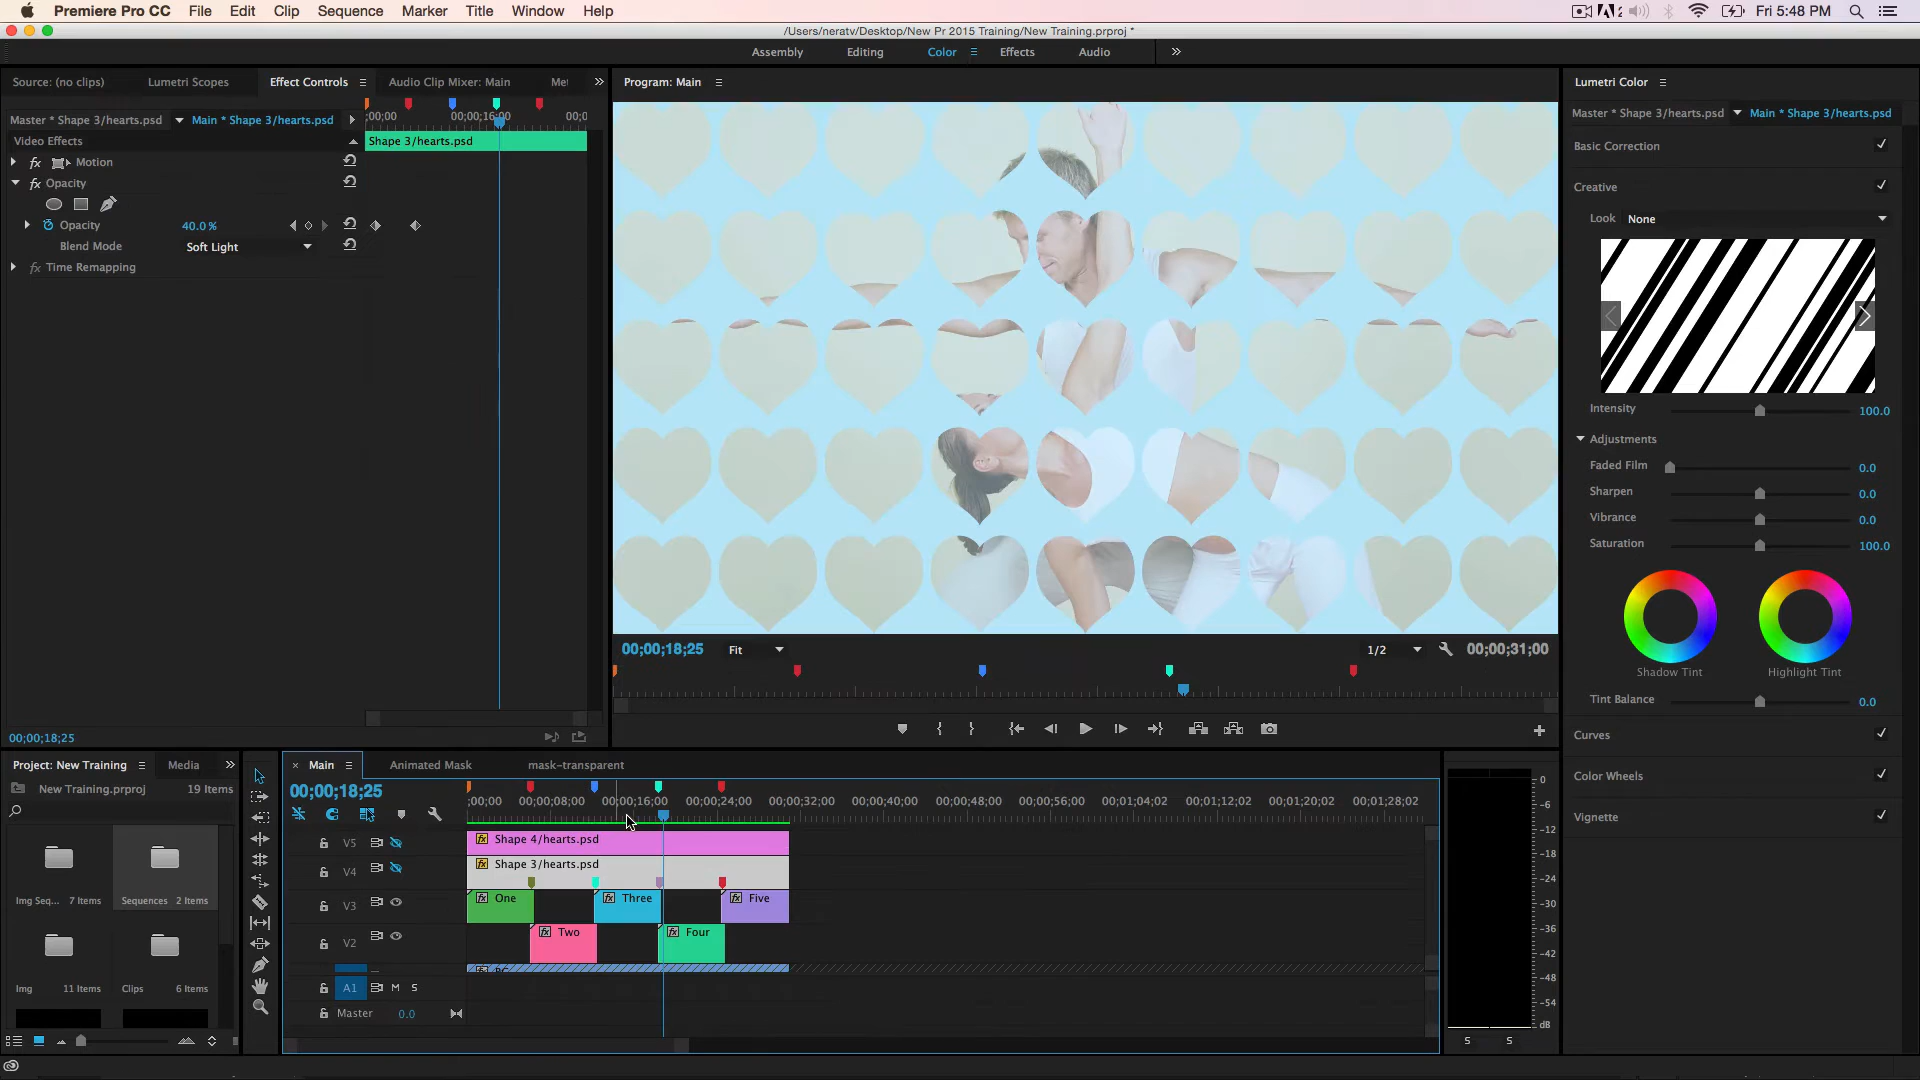 Premiere Pro CC File Edit Clip Sequence Marker Title Window Help 2 Fri 5:48 PM
/Users/neratv/Desktop/New Pr 2015 Training/New Training.prproj *
Assembly Editing Color Effects Audio
Source: (no clips) Lumetri Scopes Effect Controls Audio Clip Mixer: Main Met
Program: Main
Lumetri Color
Master * Shape 3/hearts.psd Main * Shape 3/hearts.psd
;00;00 00;00;16;00 00;0
Video Effects
Shape 3/hearts.psd
fx Motion
fx Opacity
Opacity 40.0 %
Blend Mode Soft Light
fx Time Remapping
00;00;18;25
Master * Shape 3/hearts.psd Main * Shape 3/hearts.psd
Basic Correction
Creative
Look None
Intensity 100.0
Adjustments
Faded Film 0.0
Sharpen 0.0
Vibrance 0.0
Saturation 100.0
Shadow Tint Highlight Tint
Tint Balance 0.0
Curves
Color Wheels
Vignette
00;00;18;25 Fit 1/2 00;00;31;00
Project: New Training Media
New Training.prproj 19 Items
Img Seq... 7 Items Sequences 2 Items
Img 11 Items Clips 6 Items
× Main Animated Mask mask-transparent
00;00;18;25
;00;00 00;00;08;00 00;00;16;00 00;00;24;00 00;00;32;00 00;00;40;00 00;00;48;00 00;00;56;00 00;01;04;02 00;01;12;02 00;01;20;02 00;01;28;02
V5 fx Shape 4/hearts.psd
V4 fx Shape 3/hearts.psd
V3 fx One fx Three fx Five
V2 fx Two fx Four
A1 M S
Master 0.0
0
-6
-12
-18
-24
-30
-36
-42
-48
-54
dB
S S